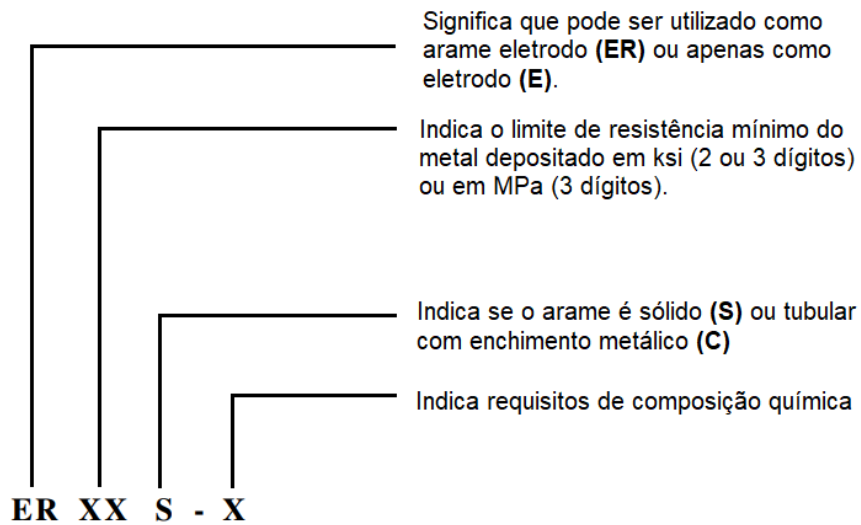 Significa que pode ser utilizado como
arame eletrodo (ER) ou apenas como
eletrodo (E).
Indica o limite de resistência mínimo do
metal depositado em ksi (2 ou 3 dígitos)
ou em MPa (3 dígitos).
Indica se o arame é sólido (S) ou tubular
com enchimento metálico (C)
Indica requisitos de composição química
ER XX S - X